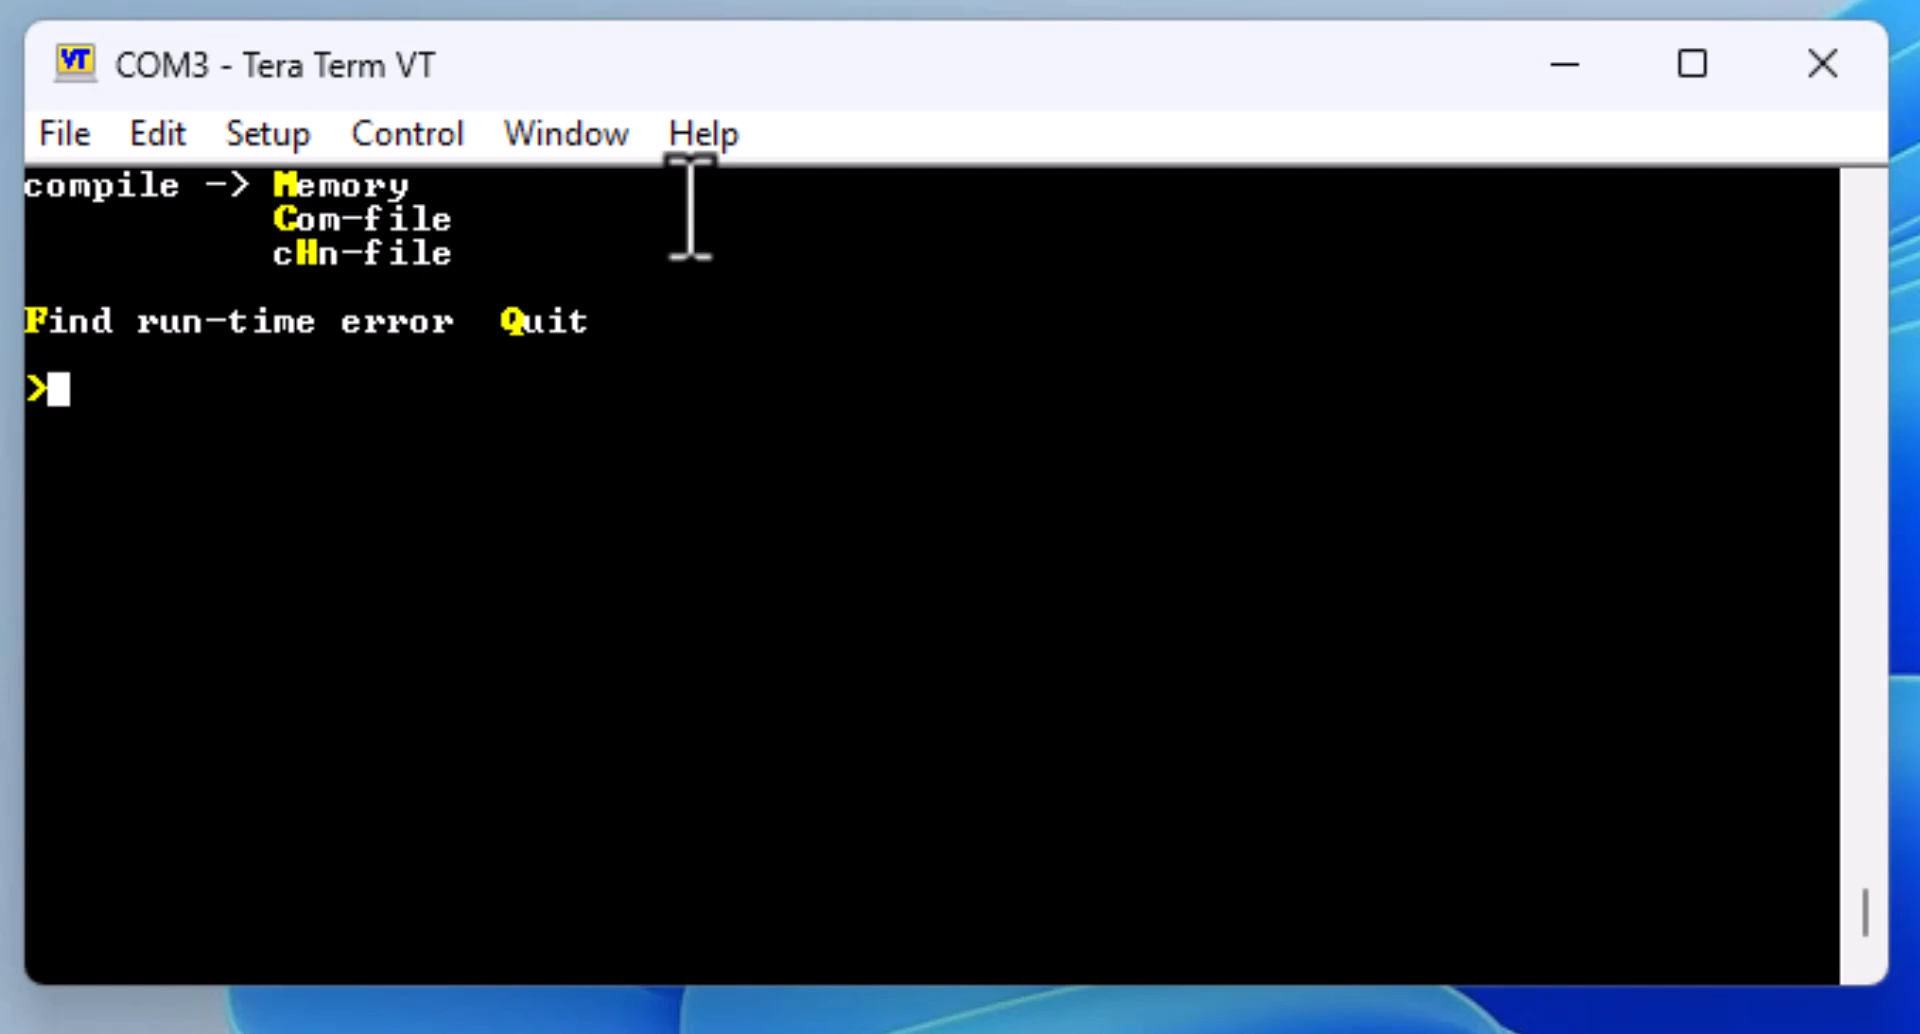 VT COM3 - Tera Term VT
File Edit Setup Control Window Help
compile -> Memory
Com-file
cHn-file
Find run-time error Quit
>